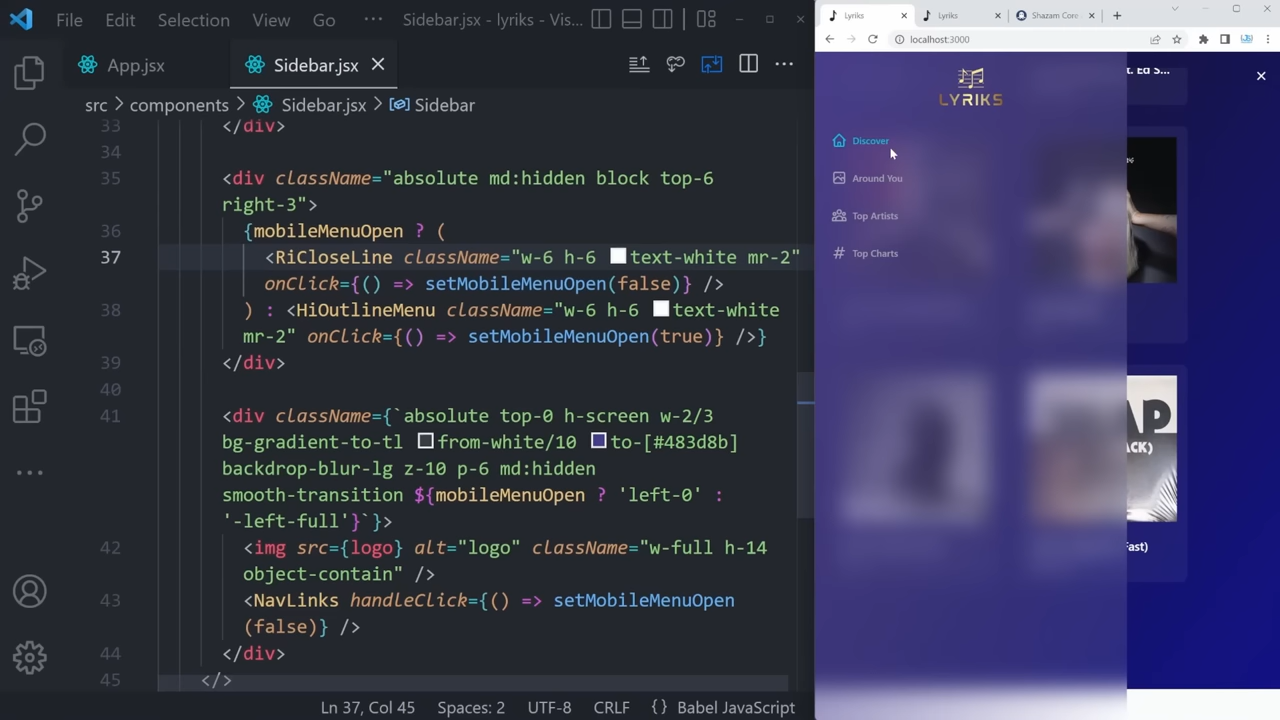 File Edit Selection View Go ··· Sidebar.jsx - lyriks - Vis...
App.jsx Sidebar.jsx
src > components > Sidebar.jsx > Sidebar
33 </div>
34
35 <div className="absolute md:hidden block top-6
right-3">
36 {mobileMenuOpen ? (
37 <RiCloseLine className="w-6 h-6 text-white mr-2"
onClick={() => setMobileMenuOpen(false)} />
38 ) : <HiOutlineMenu className="w-6 h-6 text-white
mr-2" onClick={() => setMobileMenuOpen(true)} />}
39 </div>
40
41 <div className={`absolute top-0 h-screen w-2/3
bg-gradient-to-tl from-white/10 to-[#483d8b]
backdrop-blur-lg z-10 p-6 md:hidden
smooth-transition ${mobileMenuOpen ? 'left-0' :
'-left-full'}`}>
42 <img src={logo} alt="logo" className="w-full h-14
object-contain" />
43 <NavLinks handleClick={() => setMobileMenuOpen
(false)} />
44 </div>
45 </>
Ln 37, Col 45 Spaces: 2 UTF-8 CRLF {} Babel JavaScript
Lyriks Lyriks Shazam Core
localhost:3000
LYRIKS
Discover
Around You
Top Artists
Top Charts
t. Ed S...
AD
ACK)
Fast)